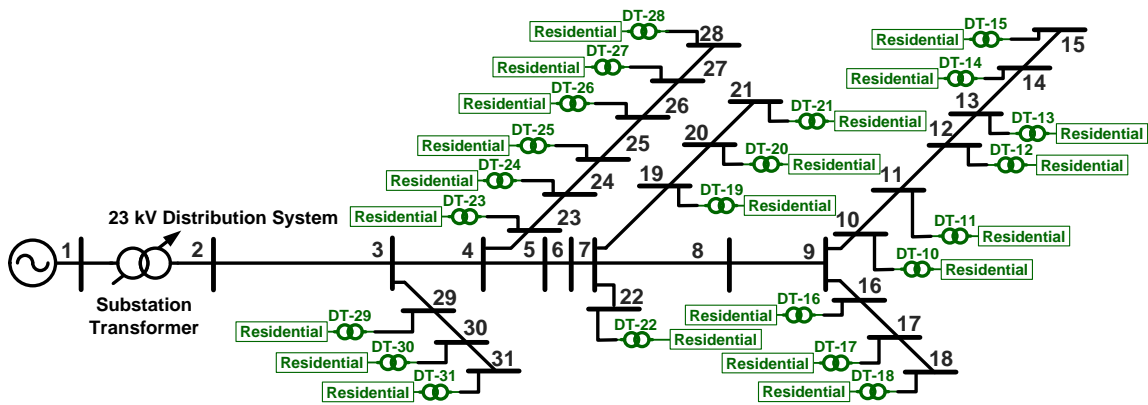 DT-28
28
Residential
DT-27
27
Residential
DT-26
26
Residential
DT-25
25
Residential
DT-24
24
Residential
DT-23
23
Residential
21
DT-21
Residential
20
DT-20
Residential
19
DT-19
Residential
DT-15
15
Residential
DT-14
14
Residential
13
DT-13
Residential
12
DT-12
Residential
11
DT-11
Residential
10
DT-10
Residential
23 kV Distribution System
1
2
3
4
5
6
7
8
9
Substation
Transformer
29
DT-29
Residential
30
DT-30
Residential
31
DT-31
Residential
22
DT-22
Residential
16
DT-16
Residential
17
DT-17
Residential
18
DT-18
Residential